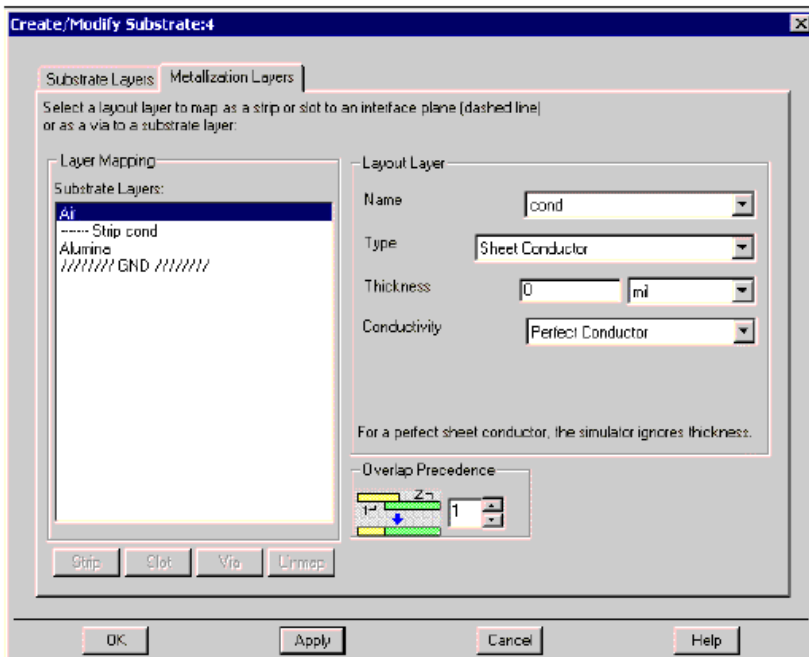 Create/Modify Substrate:4
Substrate Layers
Metallization Layers
Select a layout layer to map as a strip or slot to an interface plane (dashed line)
or as a via to a substrate layer:
Layer Mapping
Substrate Layers:
Air
------ Strip cond
Alumina
//////// GND ////////
Strip
Slot
Via
Unmap
Layout Layer
Name
cond
Type
Sheet Conductor
Thickness
0
mil
Conductivity
Perfect Conductor
For a perfect sheet conductor, the simulator ignores thickness.
Overlap Precedence
1
OK
Apply
Cancel
Help